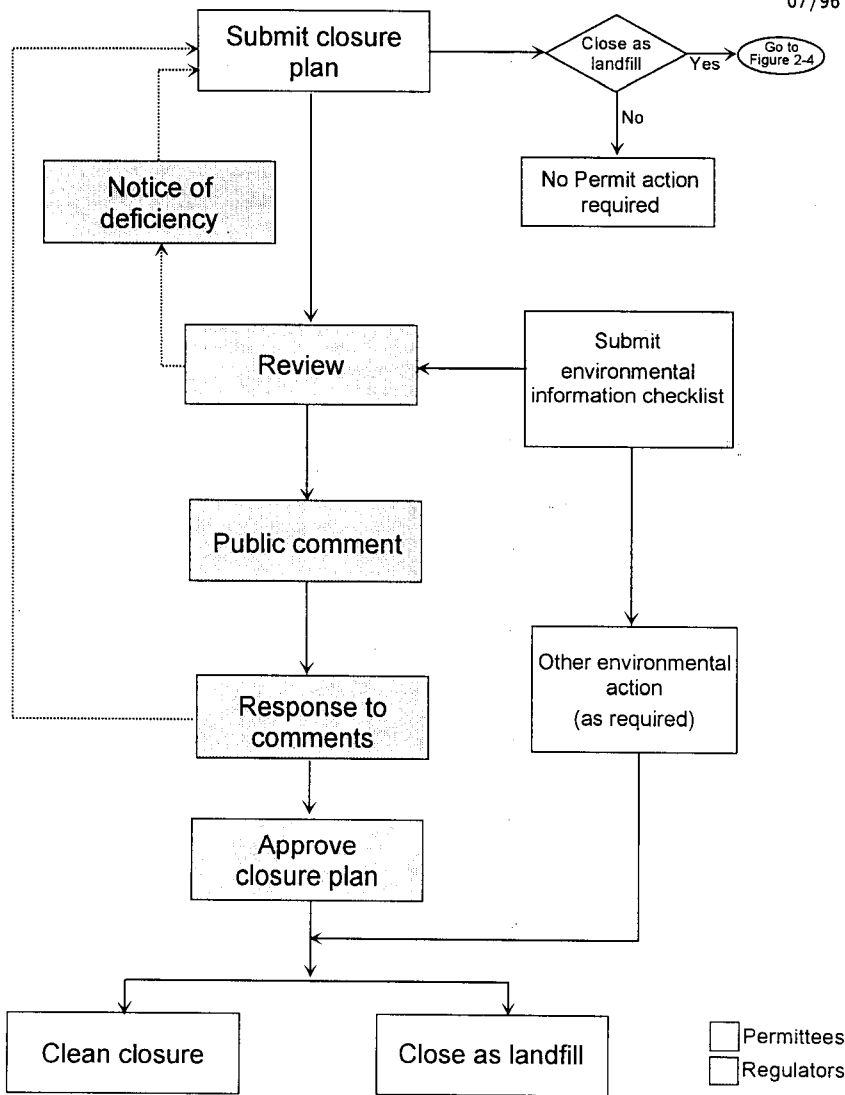 07/96
Submit closure
plan
Close as
landfill
Yes
Go to
Figure 2-4
No
No Permit action
required
Notice of
deficiency
Review
Submit
environmental
information checklist
Public comment
Other environmental
action
(as required)
Response to
comments
Approve
closure plan
Clean closure
Close as landfill
Permittees
Regulators